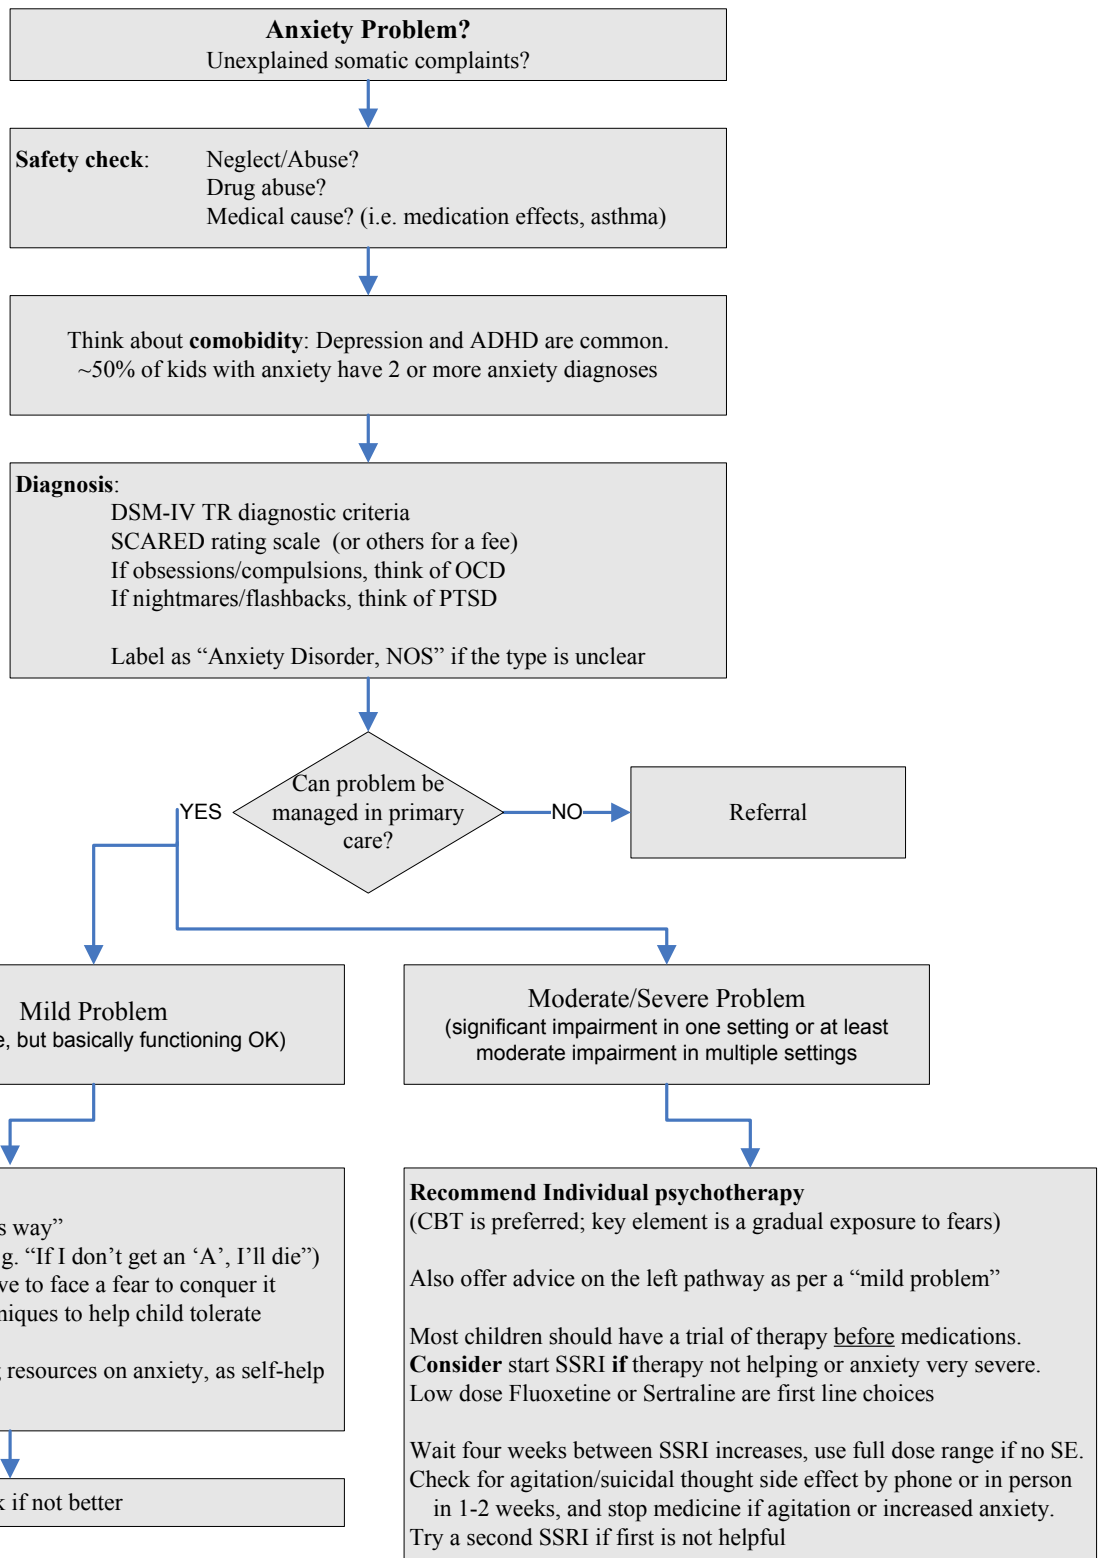 Anxiety Problem?
Unexplained somatic complaints?
Safety check: Neglect/Abuse?
Drug abuse?
Medical cause? (i.e. medication effects, asthma)
Think about comobidity: Depression and ADHD are common.
~50% of kids with anxiety have 2 or more anxiety diagnoses
Diagnosis:
DSM-IV TR diagnostic criteria
SCARED rating scale (or others for a fee)
If obsessions/compulsions, think of OCD
If nightmares/flashbacks, think of PTSD
Label as “Anxiety Disorder, NOS” if the type is unclear
Can problem be
managed in primary
care?
YES
NO
Referral
Mild Problem
, but basically functioning OK)
Moderate/Severe Problem
(significant impairment in one setting or at least
moderate impairment in multiple settings
way”
“If I don’t get an ‘A’, I’ll die”)
to face a fear to conquer it
to help child tolerate
resources on anxiety, as self-help
if not better
Recommend Individual psychotherapy
(CBT is preferred; key element is a gradual exposure to fears)
Also offer advice on the left pathway as per a “mild problem”
Most children should have a trial of therapy before medications.
Consider start SSRI if therapy not helping or anxiety very severe.
Low dose Fluoxetine or Sertraline are first line choices
Wait four weeks between SSRI increases, use full dose range if no SE.
Check for agitation/suicidal thought side effect by phone or in person
in 1-2 weeks, and stop medicine if agitation or increased anxiety.
Try a second SSRI if first is not helpful